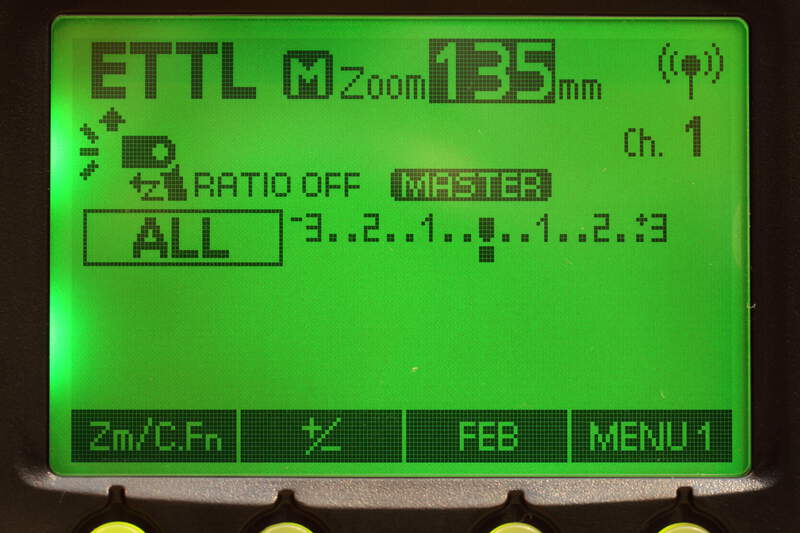 ETTL M Zoom 135mm
Ch. 1
RATIO OFF MASTER
ALL -3..2..1..!..1..2..+3
Zm/C.Fn +/- FEB MENU 1